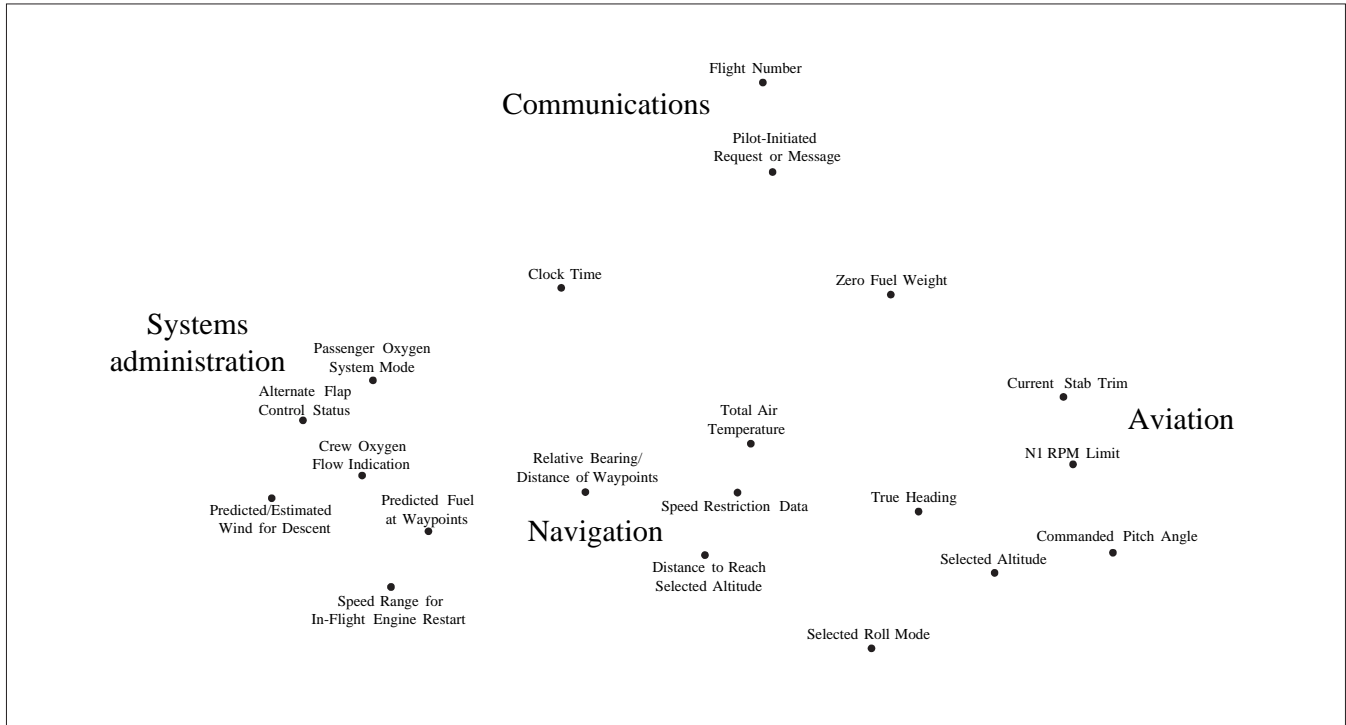 Flight Number
Communications
Pilot-Initiated
Request or Message
Clock Time
Zero Fuel Weight
Systems
administration
Passenger Oxygen
System Mode
Alternate Flap
Control Status
Current Stab Trim
Aviation
Total Air
Temperature
Crew Oxygen
Flow Indication
Relative Bearing/
Distance of Waypoints
N1 RPM Limit
Predicted/Estimated
Wind for Descent
Predicted Fuel
at Waypoints
Navigation
Speed Restriction Data
True Heading
Commanded Pitch Angle
Distance to Reach
Selected Altitude
Selected Altitude
Speed Range for
In-Flight Engine Restart
Selected Roll Mode